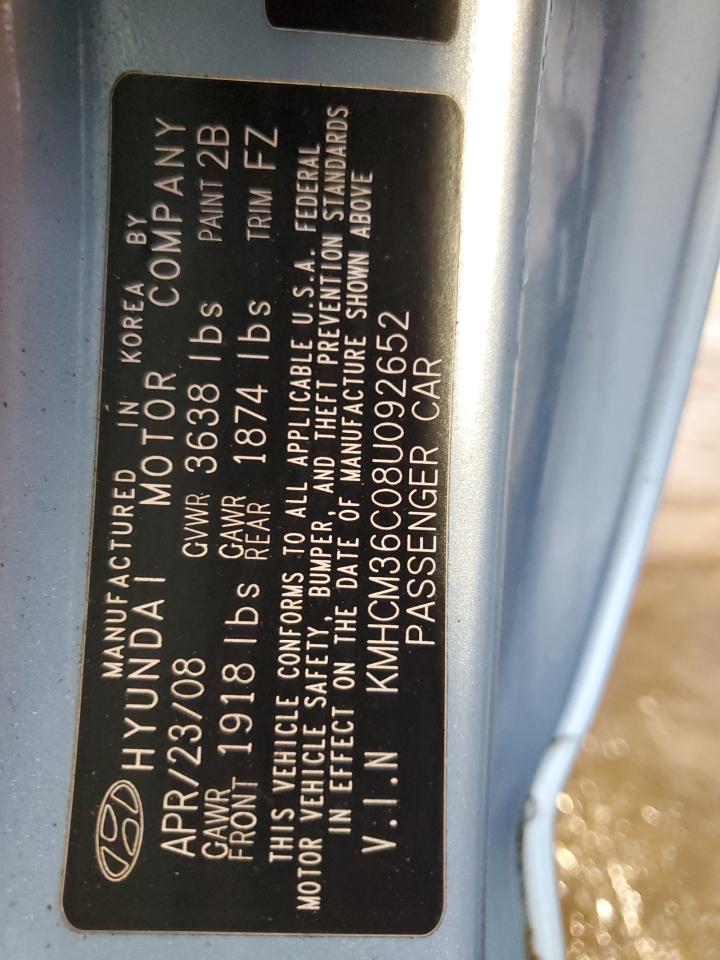 MANUFACTURED IN KOREA BY
HYUNDAI MOTOR COMPANY
APR/23/08 GVWR 3638 lbs PAINT 2B
GAWR FRONT 1918 lbs GAWR REAR 1874 lbs TRIM FZ
THIS VEHICLE CONFORMS TO ALL APPLICABLE U.S.A. FEDERAL
MOTOR VEHICLE SAFETY, BUMPER, AND THEFT PREVENTION STANDARDS
IN EFFECT ON THE DATE OF MANUFACTURE SHOWN ABOVE
V.I.N KMHCM36C08U092652
PASSENGER CAR